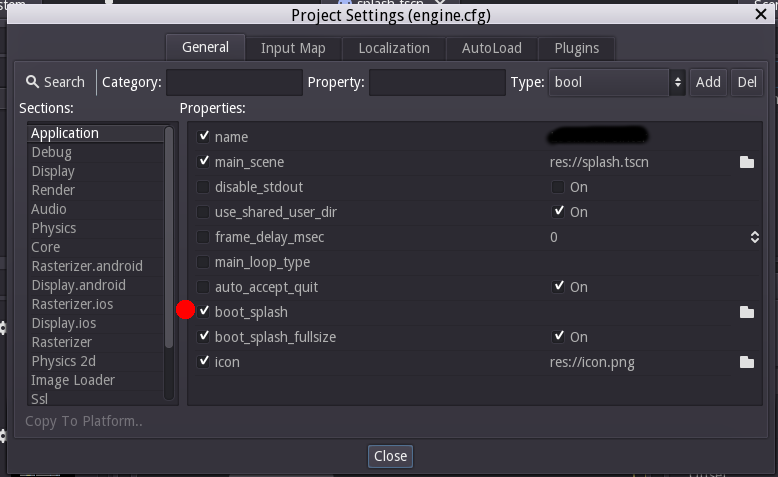 splash.tscn
Project Settings (engine.cfg)
General Input Map Localization AutoLoad Plugins
Search Category: Property: Type: bool Add Del
Sections: Properties:
Application
Debug
Display
Render
Audio
Physics
Core
Rasterizer.android
Display.android
Rasterizer.ios
Display.ios
Rasterizer
Physics 2d
Image Loader
Ssl
name
main_scene res://splash.tscn
disable_stdout On
use_shared_user_dir On
frame_delay_msec 0
main_loop_type
auto_accept_quit On
boot_splash
boot_splash_fullsize On
icon res://icon.png
Copy To Platform..
Close